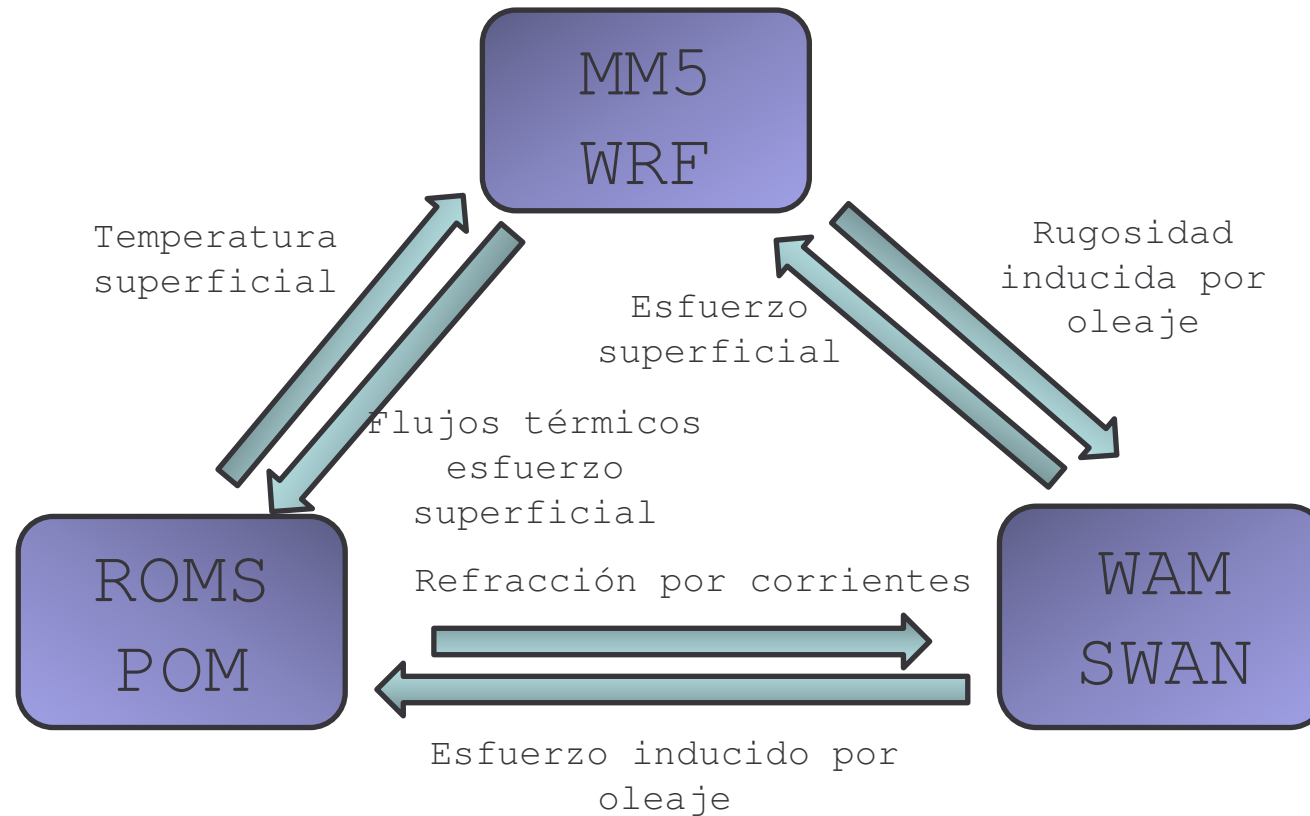 MM5
WRF
Temperatura
superficial
Rugosidad
inducida por
oleaje
Esfuerzo
superficial
Flujos térmicos
esfuerzo
superficial
ROMS
POM
Refracción por corrientes
WAM
SWAN
Esfuerzo inducido por
oleaje